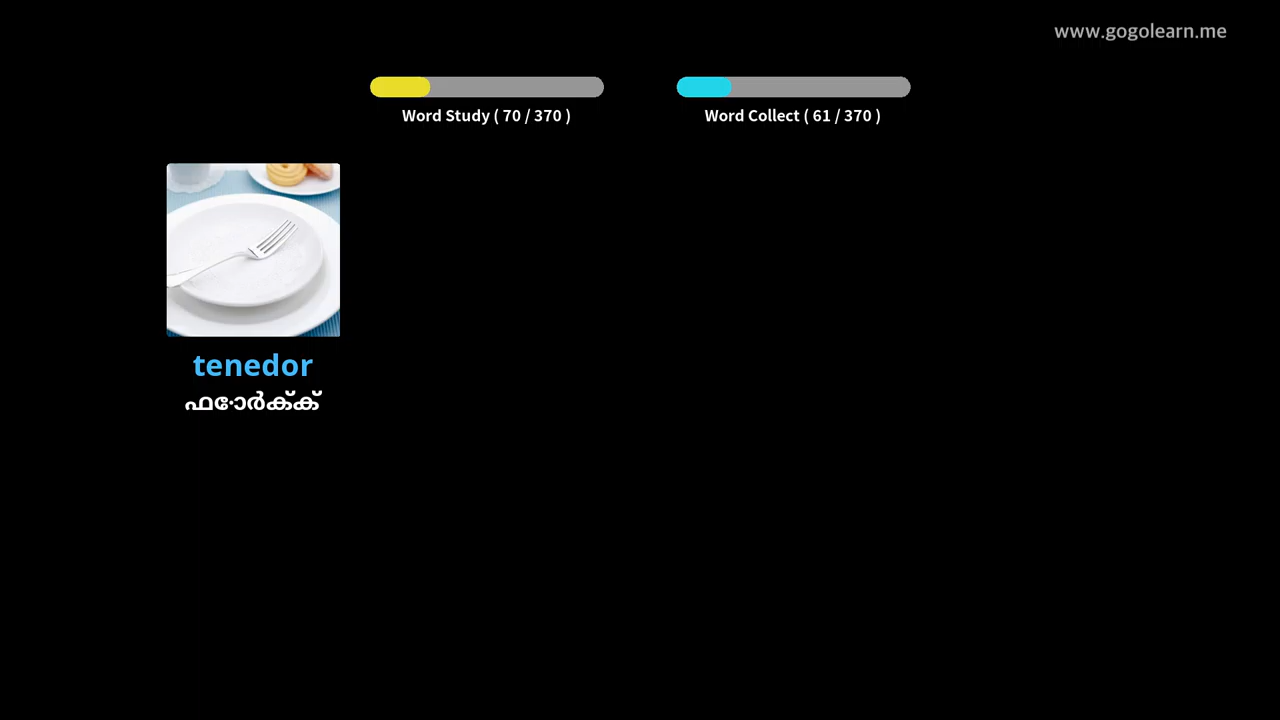 www.gogolearn.me
Word Study ( 70 / 370 )
Word Collect ( 61 / 370 )
tenedor
ഫോർക്ക്